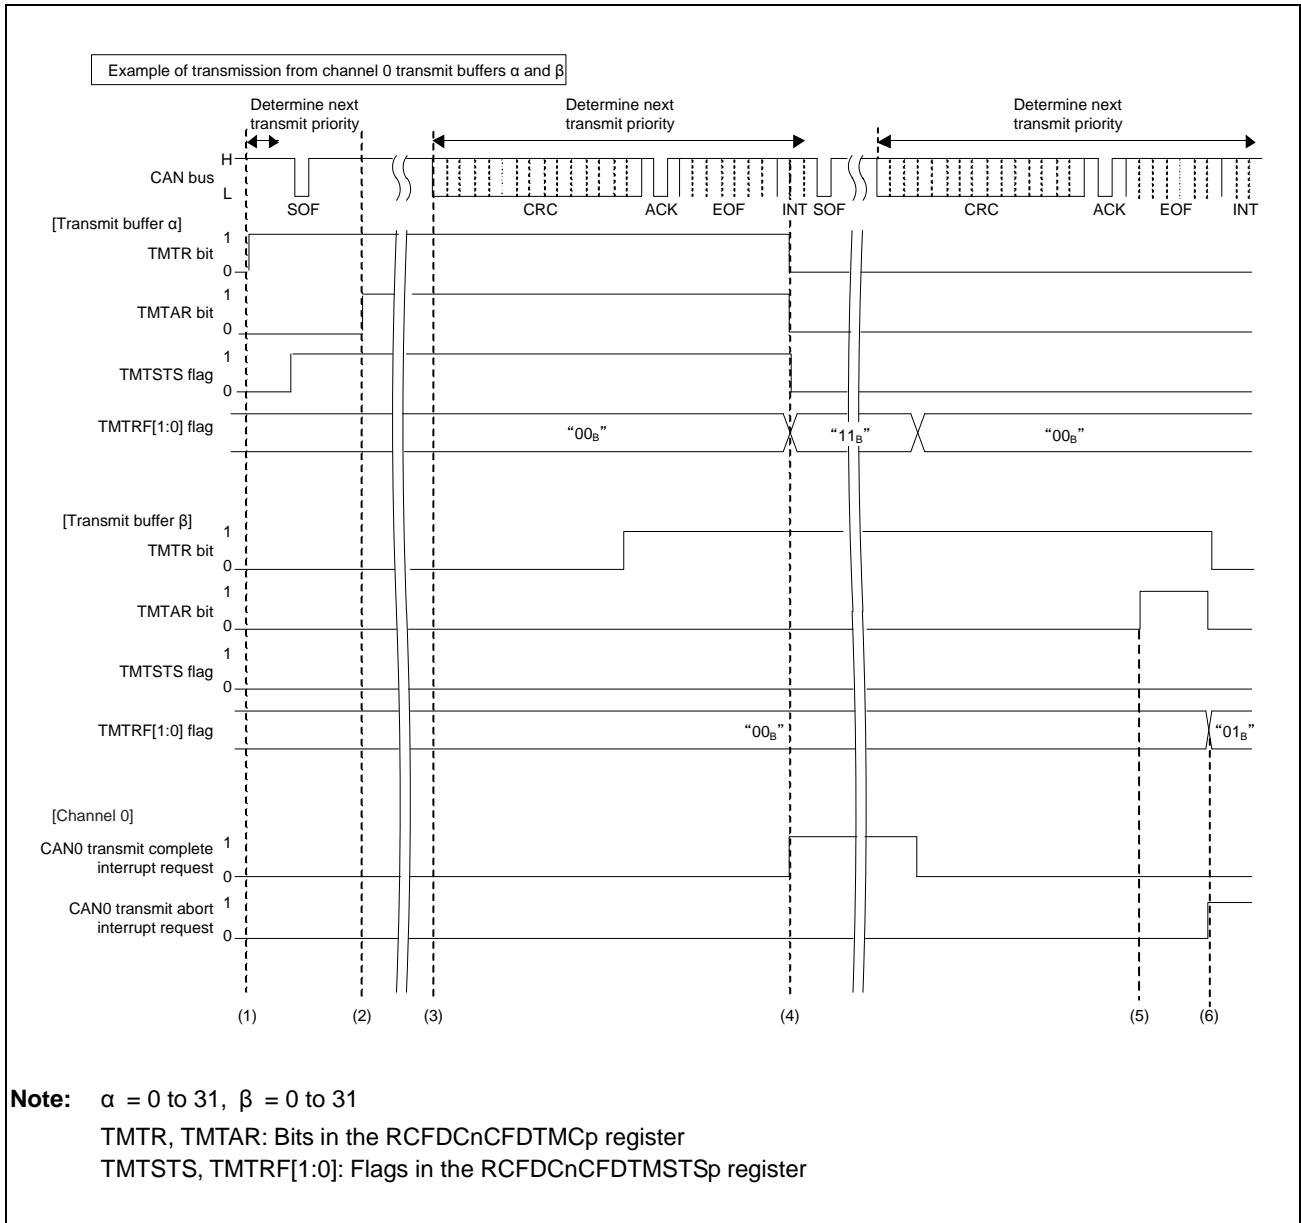 Example of transmission from channel 0 transmit buffers α and β
Determine next
transmit priority
Determine next
transmit priority
Determine next
transmit priority
H
CAN bus
L
SOF
CRC
ACK
EOF
INT
SOF
CRC
ACK
EOF
INT
[Transmit buffer α]
1
TMTR bit
0
1
TMTAR bit
0
1
TMTSTS flag
0
TMTRF[1:0] flag
“00B”
“11B”
“00B”
[Transmit buffer β]
1
TMTR bit
0
1
TMTAR bit
0
1
TMTSTS flag
0
TMTRF[1:0] flag
“00B”
“01B”
[Channel 0]
CAN0 transmit complete
interrupt request
1
0
CAN0 transmit abort
interrupt request
1
0
(1)
(2)
(3)
(4)
(5)
(6)
Note: α = 0 to 31, β = 0 to 31
TMTR, TMTAR: Bits in the RCFDCnCFDTMCp register
TMTSTS, TMTRF[1:0]: Flags in the RCFDCnCFDTMSTSp register